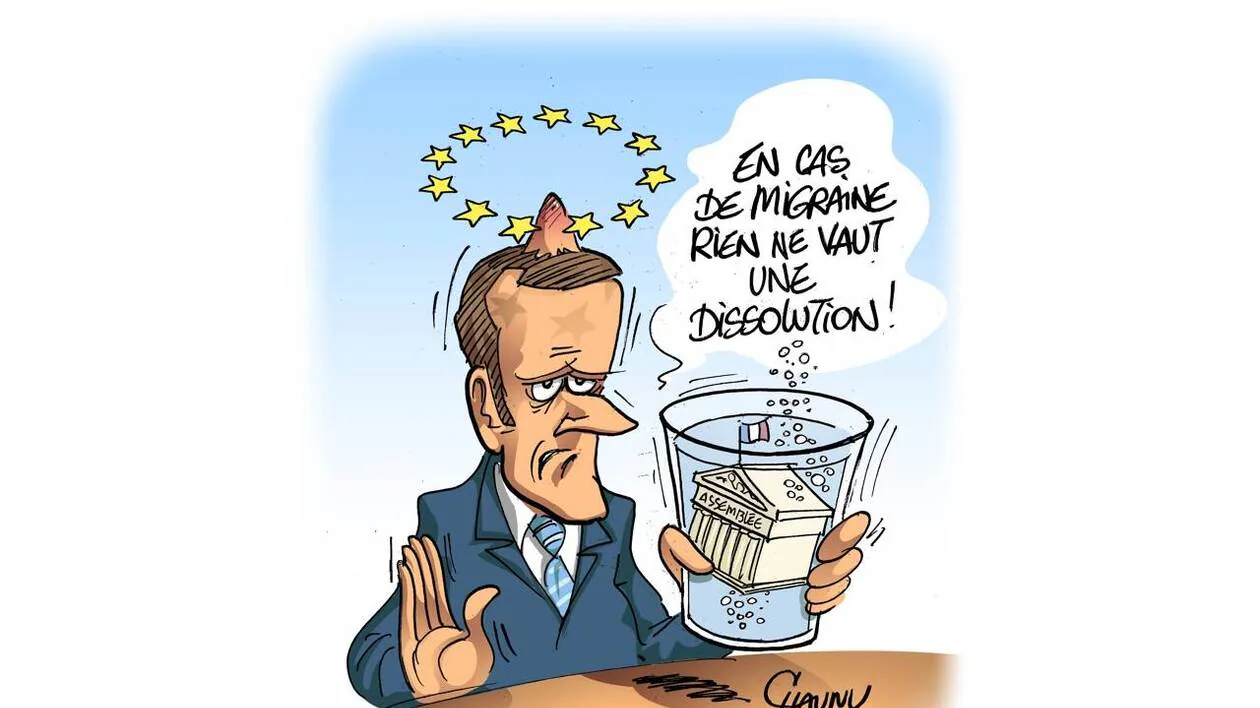 EN CAS
DE MIGRAINE
RIEN NE VAUT
UNE
DISSOLUTION!
ASSEMBLÉE
CHAUNU